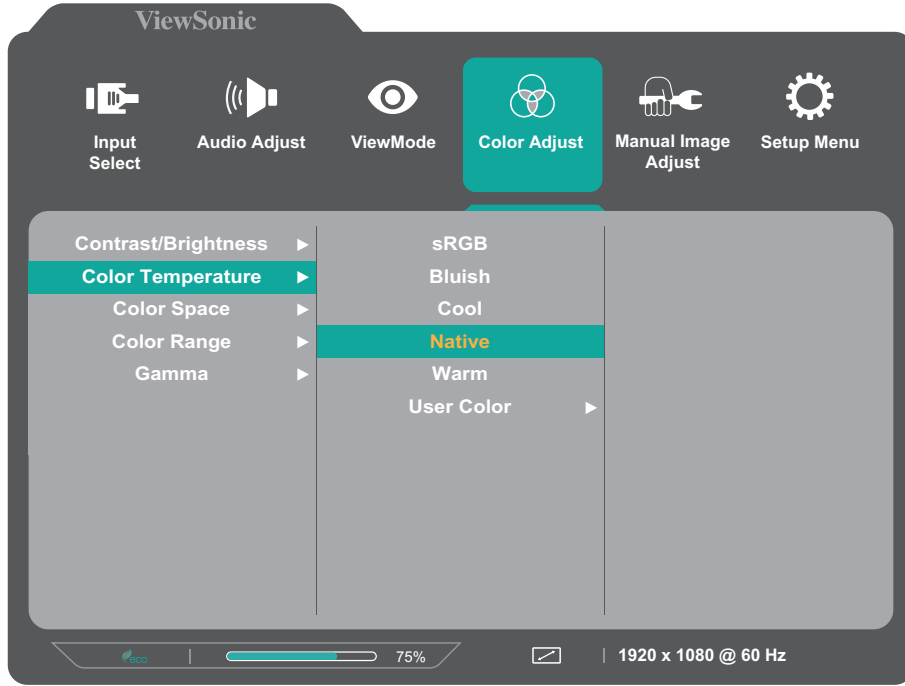 ViewSonic
Input
Select
Audio Adjust
ViewMode
Color Adjust
Manual Image
Adjust
Setup Menu
Contrast/Brightness
Color Temperature
Color Space
Color Range
Gamma
sRGB
Bluish
Cool
Native
Warm
User Color
eco
75%
1920 x 1080 @ 60 Hz